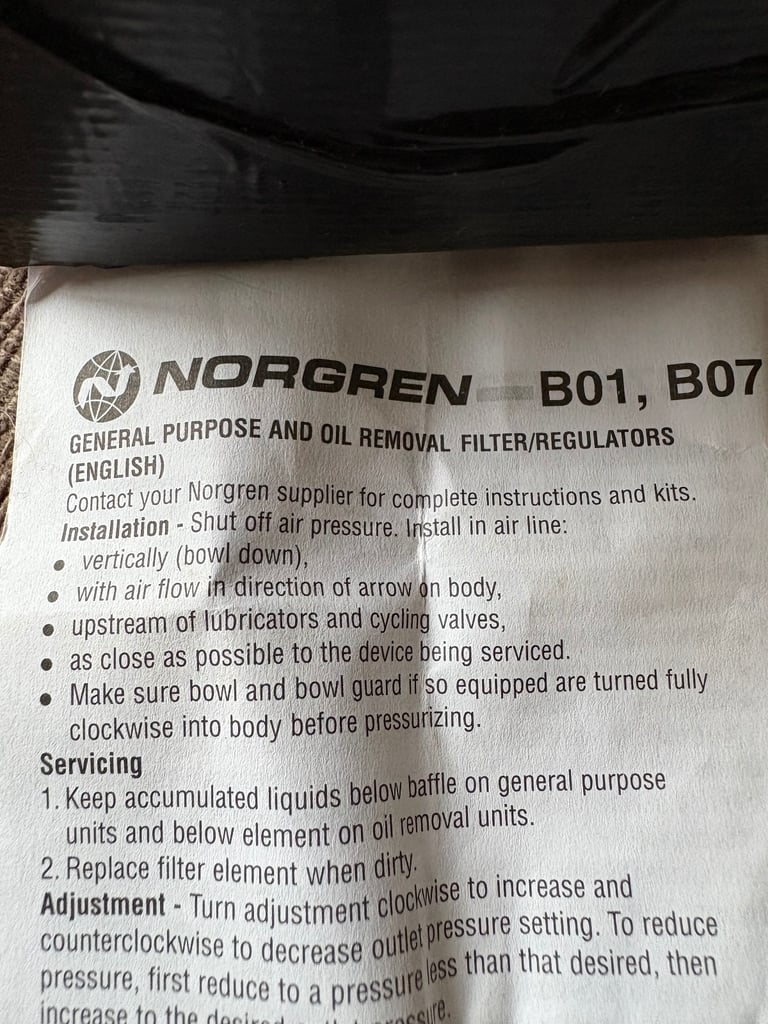 NORGREN B01, B07
GENERAL PURPOSE AND OIL REMOVAL FILTER/REGULATORS
(ENGLISH)
Contact your Norgren supplier for complete instructions and kits.
Installation - Shut off air pressure. Install in air line:
• vertically (bowl down),
• with air flow in direction of arrow on body,
• upstream of lubricators and cycling valves,
• as close as possible to the device being serviced.
• Make sure bowl and bowl guard if so equipped are turned fully
clockwise into body before pressurizing.
Servicing
1. Keep accumulated liquids below baffle on general purpose
units and below element on oil removal units.
2. Replace filter element when dirty.
Adjustment - Turn adjustment clockwise to increase and
counterclockwise to decrease outlet pressure setting. To reduce
pressure, first reduce to a pressure less than that desired, then
increase to the desired pressure.